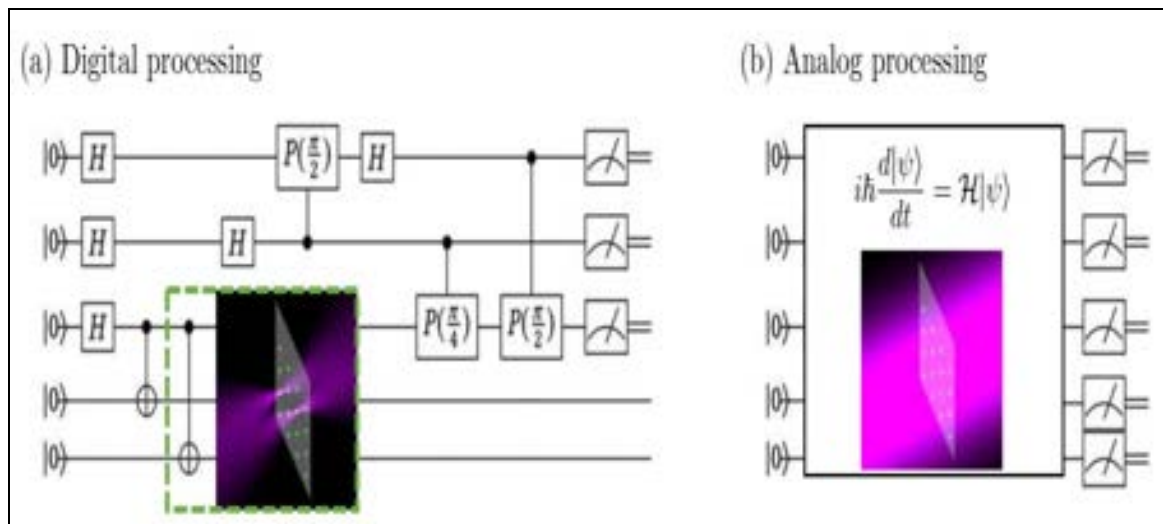 (a) Digital processing
(b) Analog processing
|0⟩ H P(π/2) H
|0⟩ H H
|0⟩ H P(π/4) P(π/2)
|0⟩
|0⟩
|0⟩
|0⟩
|0⟩
|0⟩
|0⟩
iħ d|ψ⟩/dt = ℋ|ψ⟩